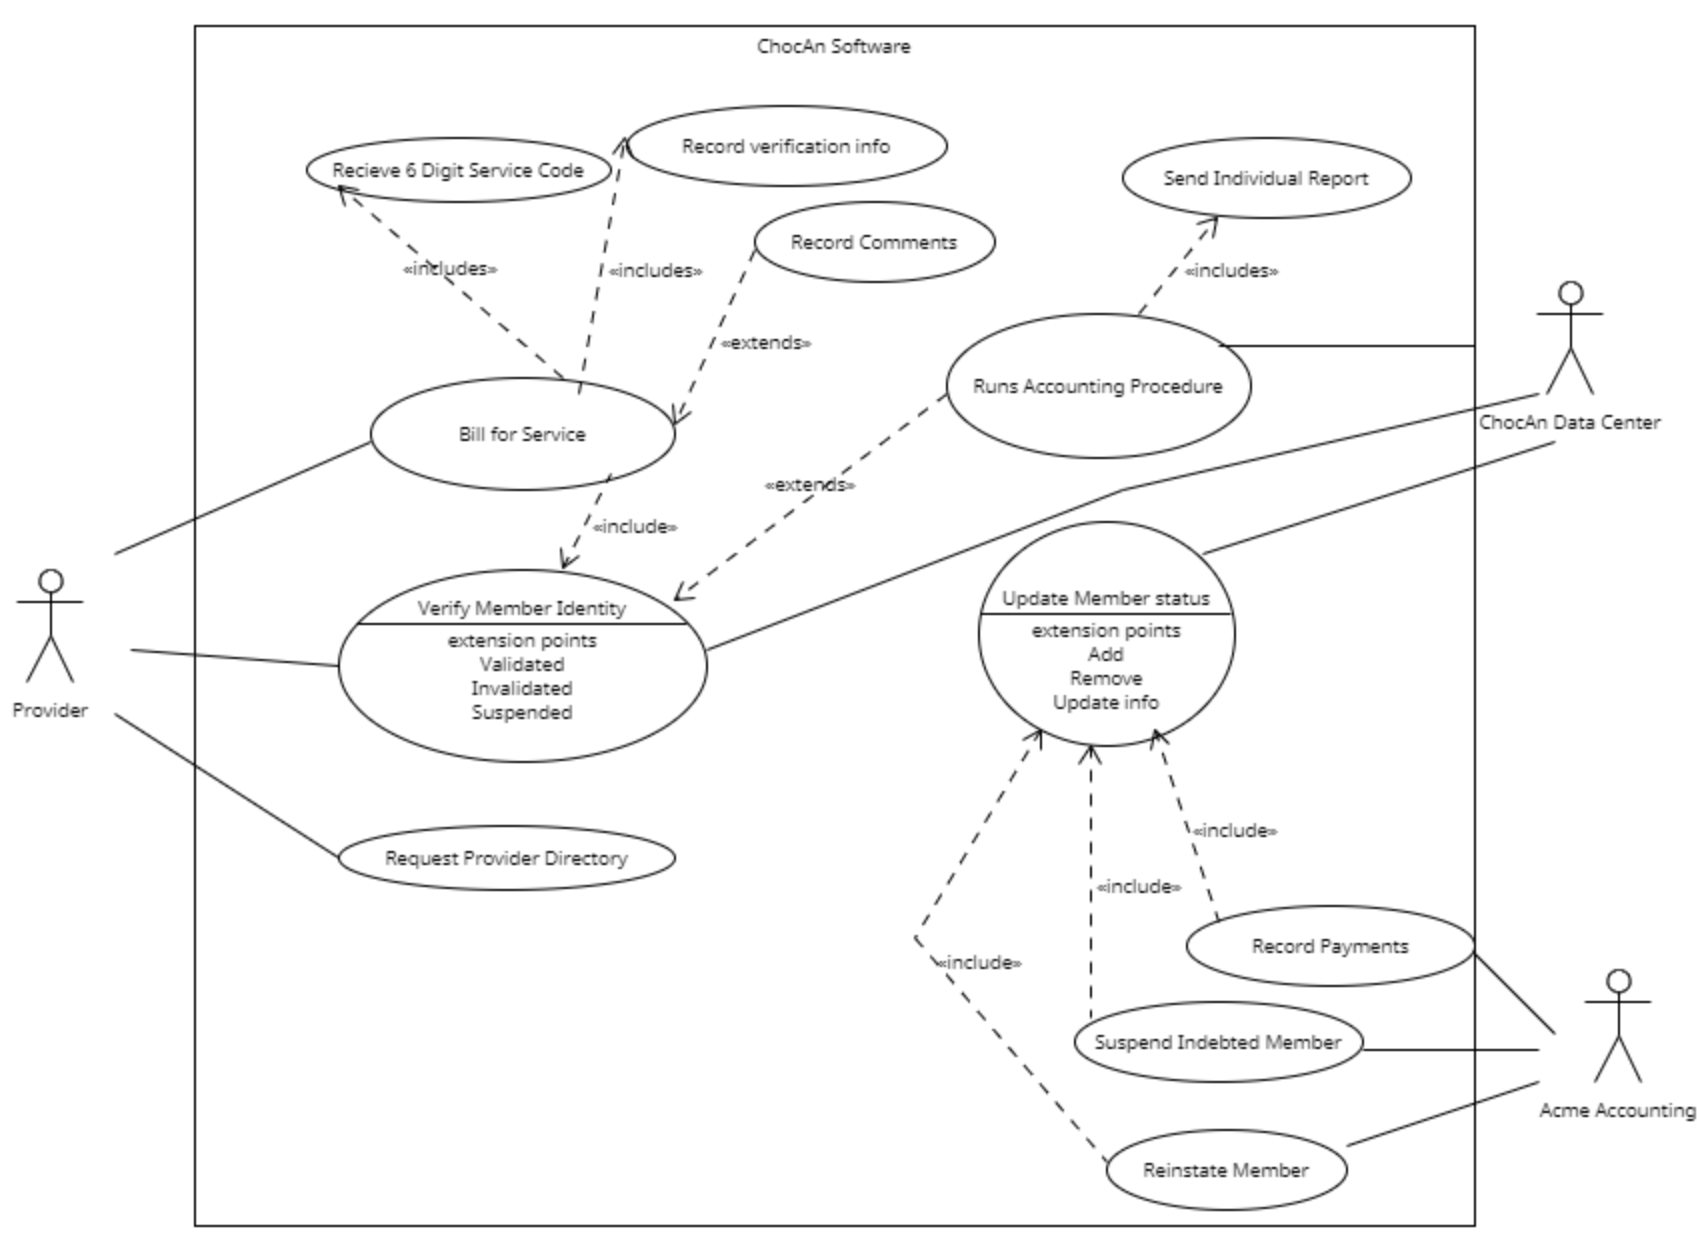 ChocAn Software
Record verification info
Recieve 6 Digit Service Code
Send Individual Report
Record Comments
«includes»
«includes»
«includes»
«extends»
Runs Accounting Procedure
ChocAn Data Center
Bill for Service
«extends»
«include»
Verify Member Identity
extension points
Validated
Invalidated
Suspended
Update Member status
extension points
Add
Remove
Update info
Provider
«include»
Request Provider Directory
«include»
Record Payments
«include»
Suspend Indebted Member
Acme Accounting
Reinstate Member